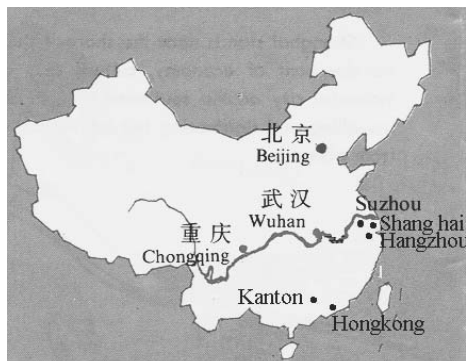 北京
Beijing
武汉
Wuhan
Suzhou
Shang hai
Hangzhou
重庆
Chongqing
Kanton
Hongkong